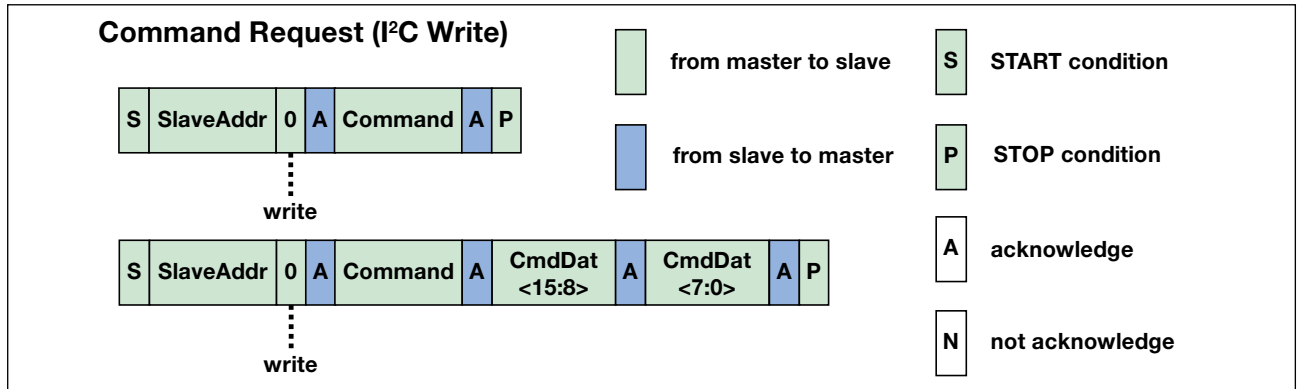 Command Request (I²C Write)
S SlaveAddr 0 A Command A P
write
S SlaveAddr 0 A Command A CmdDat <15:8> A CmdDat <7:0> A P
write
from master to slave
from slave to master
S START condition
P STOP condition
A acknowledge
N not acknowledge